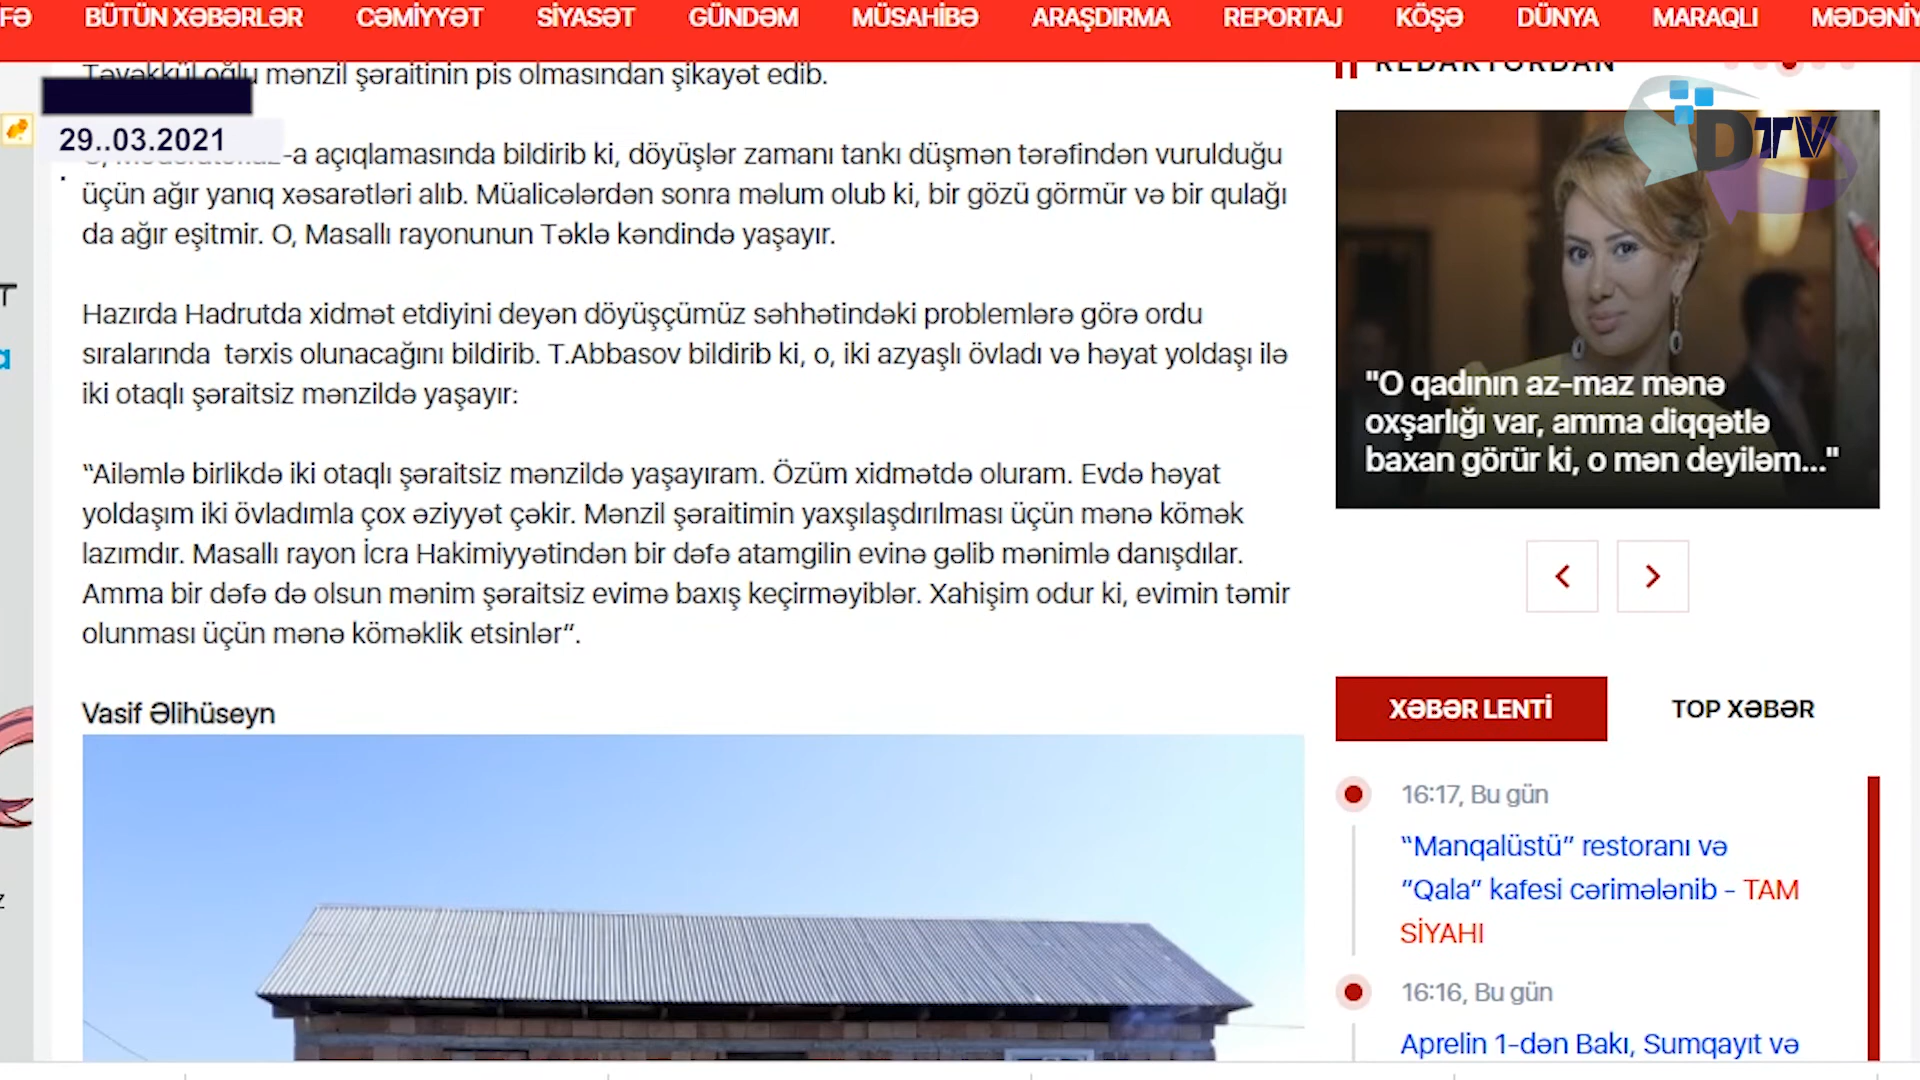 BÜTÜN XƏBƏRLƏR CƏMİYYƏT SİYASƏT GÜNDƏM MÜSAHİBƏ ARAŞDIRMA REPORTAJ KÖŞƏ DÜNYA MARAQLI
Təvəkküloğlu mənzil şəraitinin pis olmasından şikayət edib.
29..03.2021
-a açıqlamasında bildirib ki, döyüşlər zamanı tankı düşmən tərəfindən vurulduğu
üçün ağır yanıq xəsarətləri alıb. Müalicələrdən sonra məlum olub ki, bir gözü görmür və bir qulağı
da ağır eşitmir. O, Masallı rayonunun Təklə kəndində yaşayır.
Hazırda Hadrutda xidmət etdiyini deyən döyüşçümüz səhhətindəki problemlərə görə ordu
sıralarında tərxis olunacağını bildirib. T.Abbasov bildirib ki, o, iki azyaşlı övladı və həyat yoldaşı ilə
iki otaqlı şəraitsiz mənzildə yaşayır:
“Ailəmlə birlikdə iki otaqlı şəraitsiz mənzildə yaşayıram. Özüm xidmətdə oluram. Evdə həyat
yoldaşım iki övladımla çox əziyyət çəkir. Mənzil şəraitimin yaxşılaşdırılması üçün mənə kömək
lazımdır. Masallı rayon İcra Hakimiyyətindən bir dəfə atamgilin evinə gəlib mənimlə danışdılar.
Amma bir dəfə də olsun mənim şəraitsiz evimə baxış keçirməyiblər. Xahişim odur ki, evimin təmir
olunması üçün mənə köməklik etsinlər”.
Vasif Əlihüseyn
REDAKTORDAN
DTV
"O qadının az-maz mənə
oxşarlığı var, amma diqqətlə
baxan görür ki, o mən deyiləm..."
XƏBƏR LENTİ TOP XƏBƏR
16:17, Bu gün
“Manqalüstü” restoranı və
“Qala” kafesi cərimələnib - TAM
SİYAHI
16:16, Bu gün
Aprelin 1-dən Bakı, Sumqayıt və